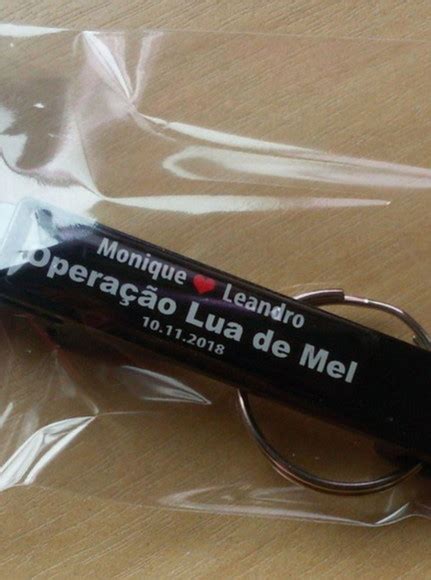 Monique ❤ Leandro
Operação Lua de Mel
10.11.2018